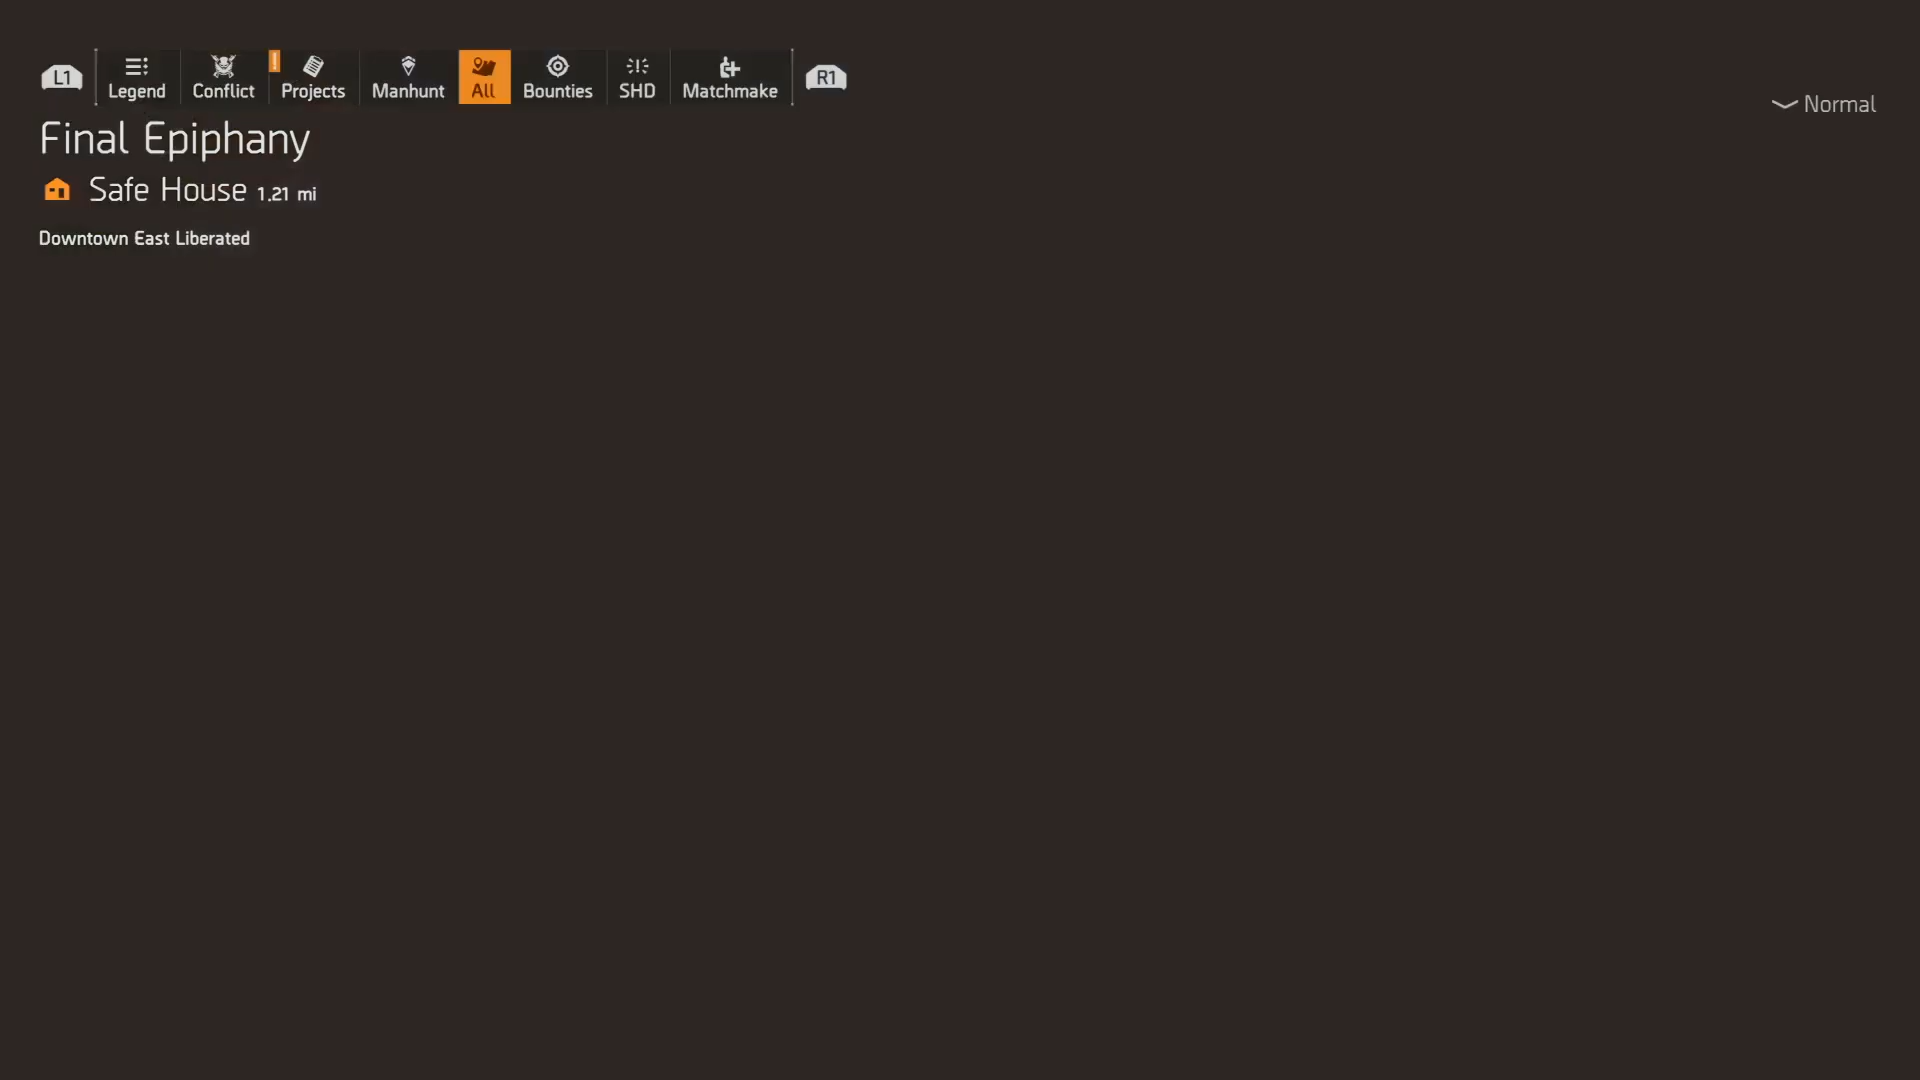 L1 Legend Conflict ! Projects Manhunt All Bounties SHD Matchmake R1
Normal
Final Epiphany
Safe House 1.21 mi
Downtown East Liberated